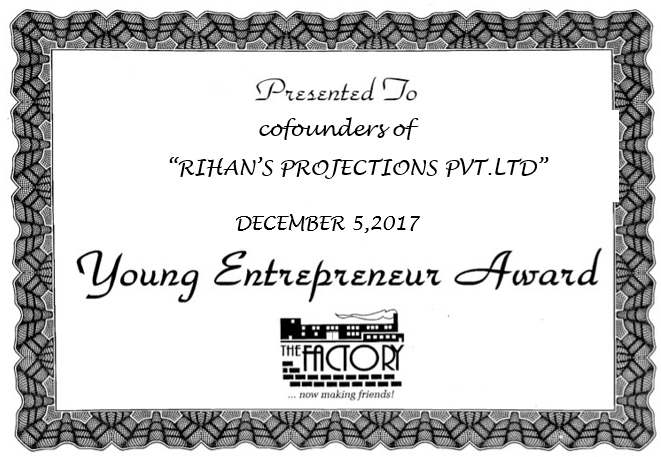 Presented To
cofounders of
“RIHAN’S PROJECTIONS PVT.LTD”
DECEMBER 5,2017
Young Entrepreneur Award
THE FACTORY
... now making friends!